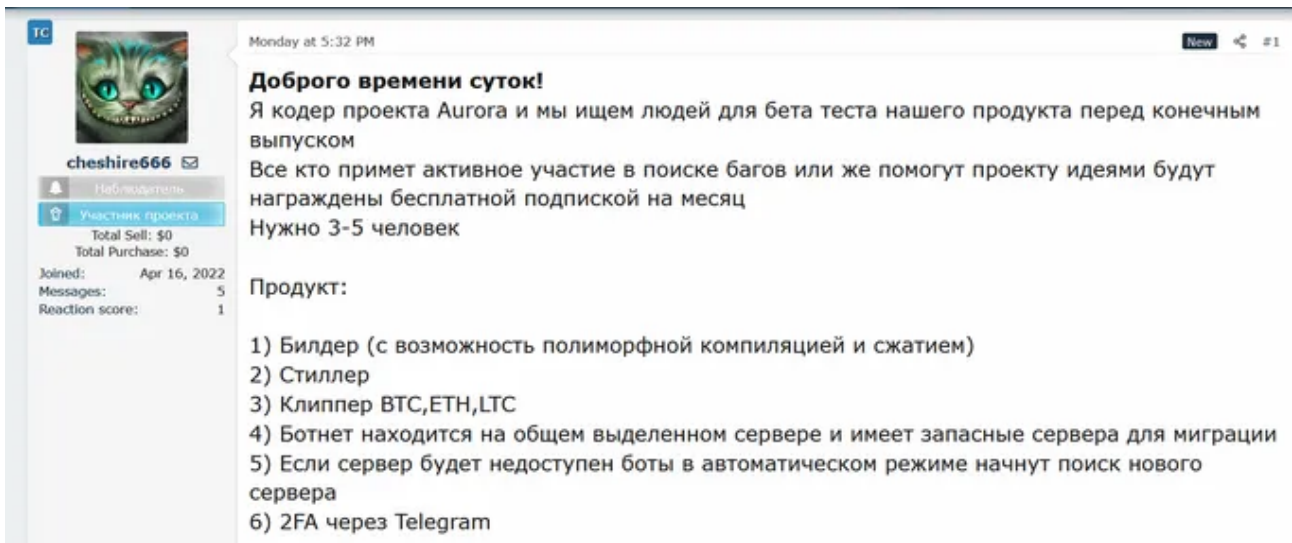 TC
Monday at 5:32 PM
New
#1
cheshire666
Наблюдатель
Участник проекта
Total Sell: $0
Total Purchase: $0
Joined: Apr 16, 2022
Messages: 5
Reaction score: 1
Доброго времени суток!
Я кодер проекта Aurora и мы ищем людей для бета теста нашего продукта перед конечным
выпуском
Все кто примет активное участие в поиске багов или же помогут проекту идеями будут
награждены бесплатной подпиской на месяц
Нужно 3-5 человек
Продукт:
1) Билдер (с возможность полиморфной компиляцией и сжатием)
2) Стиллер
3) Клиппер BTC,ETH,LTC
4) Ботнет находится на общем выделенном сервере и имеет запасные сервера для миграции
5) Если сервер будет недоступен боты в автоматическом режиме начнут поиск нового
сервера
6) 2FA через Telegram